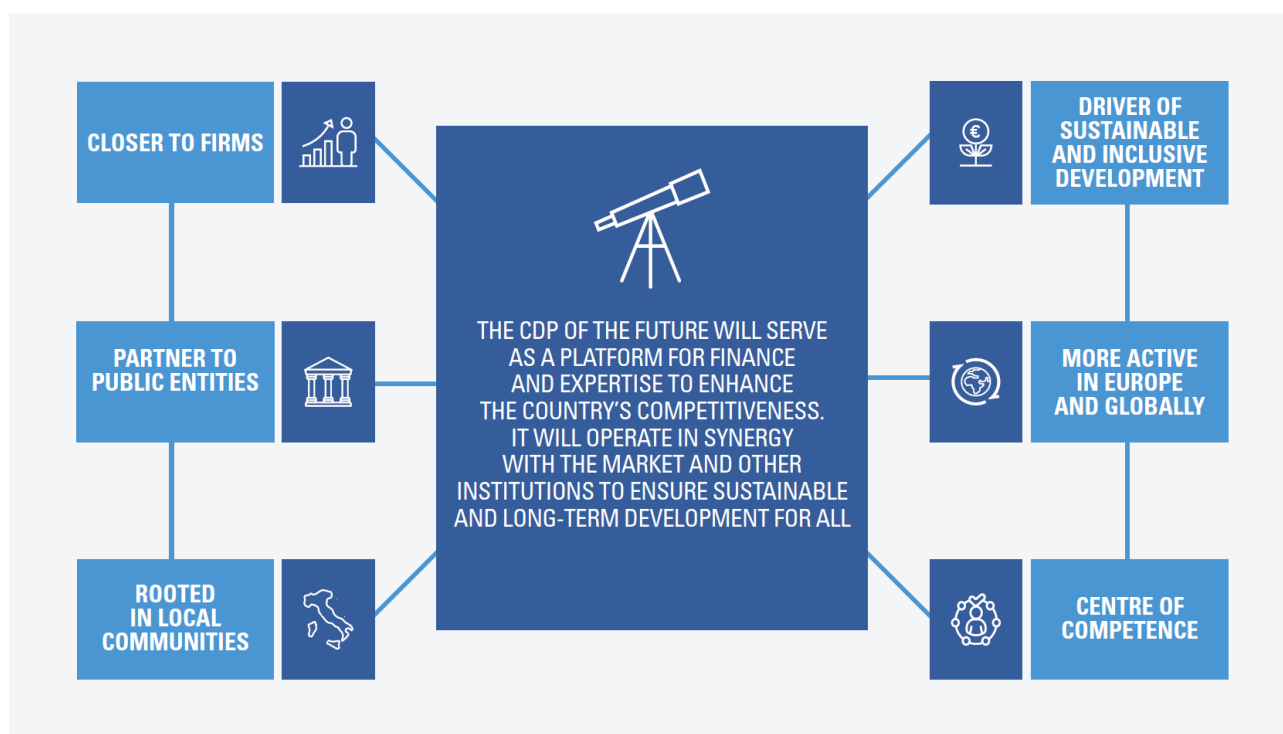 CLOSER TO FIRMS
PARTNER TO
PUBLIC ENTITIES
ROOTED
IN LOCAL
COMMUNITIES
THE CDP OF THE FUTURE WILL SERVE
AS A PLATFORM FOR FINANCE
AND EXPERTISE TO ENHANCE
THE COUNTRY'S COMPETITIVENESS.
IT WILL OPERATE IN SYNERGY
WITH THE MARKET AND OTHER
INSTITUTIONS TO ENSURE SUSTAINABLE
AND LONG-TERM DEVELOPMENT FOR ALL
€
DRIVER OF
SUSTAINABLE
AND INCLUSIVE
DEVELOPMENT
MORE ACTIVE
IN EUROPE
AND GLOBALLY
CENTRE OF
COMPETENCE